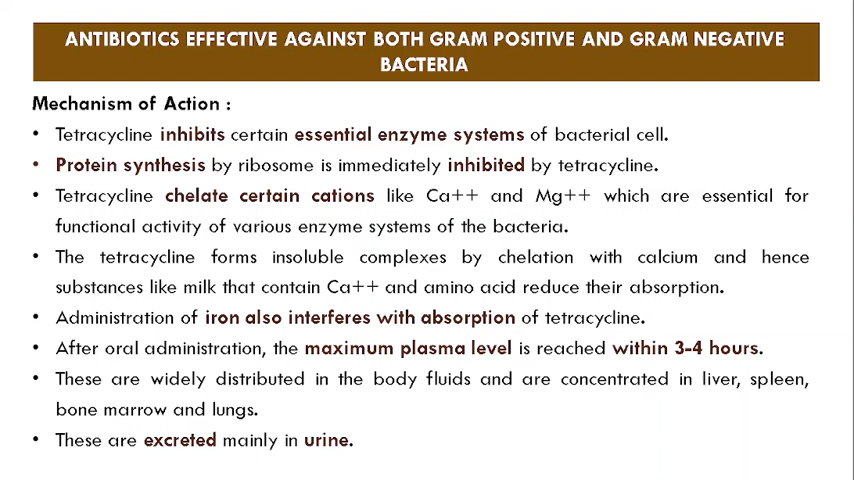 ANTIBIOTICS EFFECTIVE AGAINST BOTH GRAM POSITIVE AND GRAM NEGATIVE
BACTERIA
Mechanism of Action :
• Tetracycline inhibits certain essential enzyme systems of bacterial cell.
• Protein synthesis by ribosome is immediately inhibited by tetracycline.
• Tetracycline chelate certain cations like Ca++ and Mg++ which are essential for
functional activity of various enzyme systems of the bacteria.
• The tetracycline forms insoluble complexes by chelation with calcium and hence
substances like milk that contain Ca++ and amino acid reduce their absorption.
• Administration of iron also interferes with absorption of tetracycline.
• After oral administration, the maximum plasma level is reached within 3-4 hours.
• These are widely distributed in the body fluids and are concentrated in liver, spleen,
bone marrow and lungs.
• These are excreted mainly in urine.